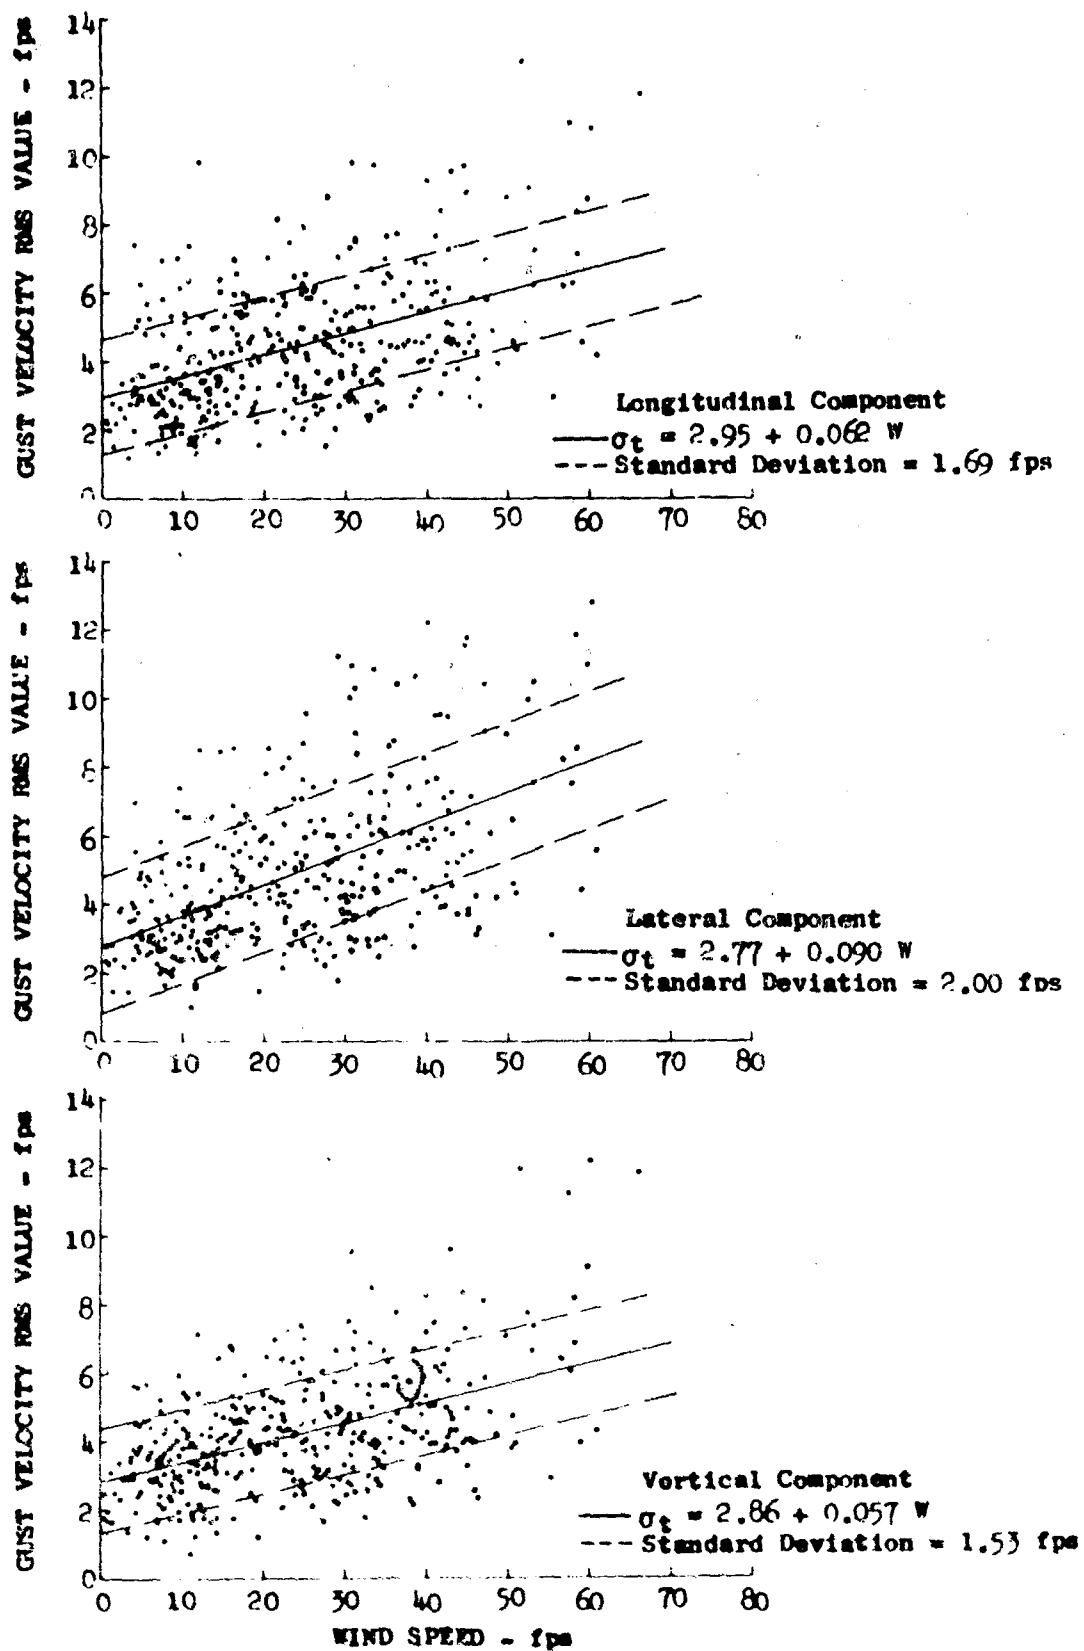 GUST VELOCITY RMS VALUE - fps
14
12
10
8
6
4
2
0
0 10 20 30 40 50 60 70 80
Longitudinal Component
σt = 2.95 + 0.062 W
--- Standard Deviation = 1.69 fps
GUST VELOCITY RMS VALUE - fps
14
12
10
8
6
4
2
0
0 10 20 30 40 50 60 70 80
Lateral Component
σt = 2.77 + 0.090 W
--- Standard Deviation = 2.00 fps
GUST VELOCITY RMS VALUE - fps
14
12
10
8
6
4
2
0
0 10 20 30 40 50 60 70 80
Vortical Component
σt = 2.86 + 0.057 W
--- Standard Deviation = 1.53 fps
WIND SPEED - fps